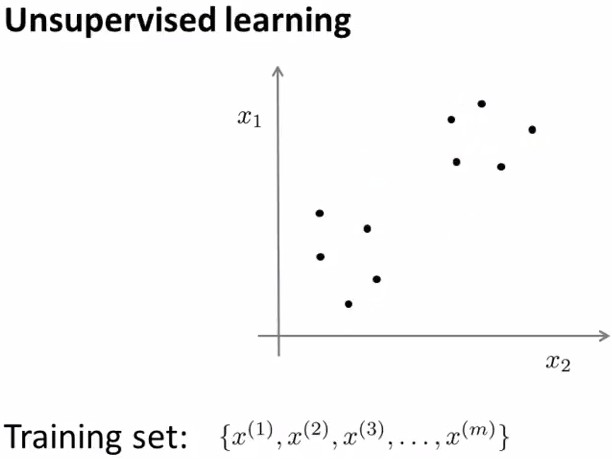 Unsupervised learning
x₁
x₂
Training set: {x⁽¹⁾, x⁽²⁾, x⁽³⁾, . . . , x⁽ᵐ⁾}